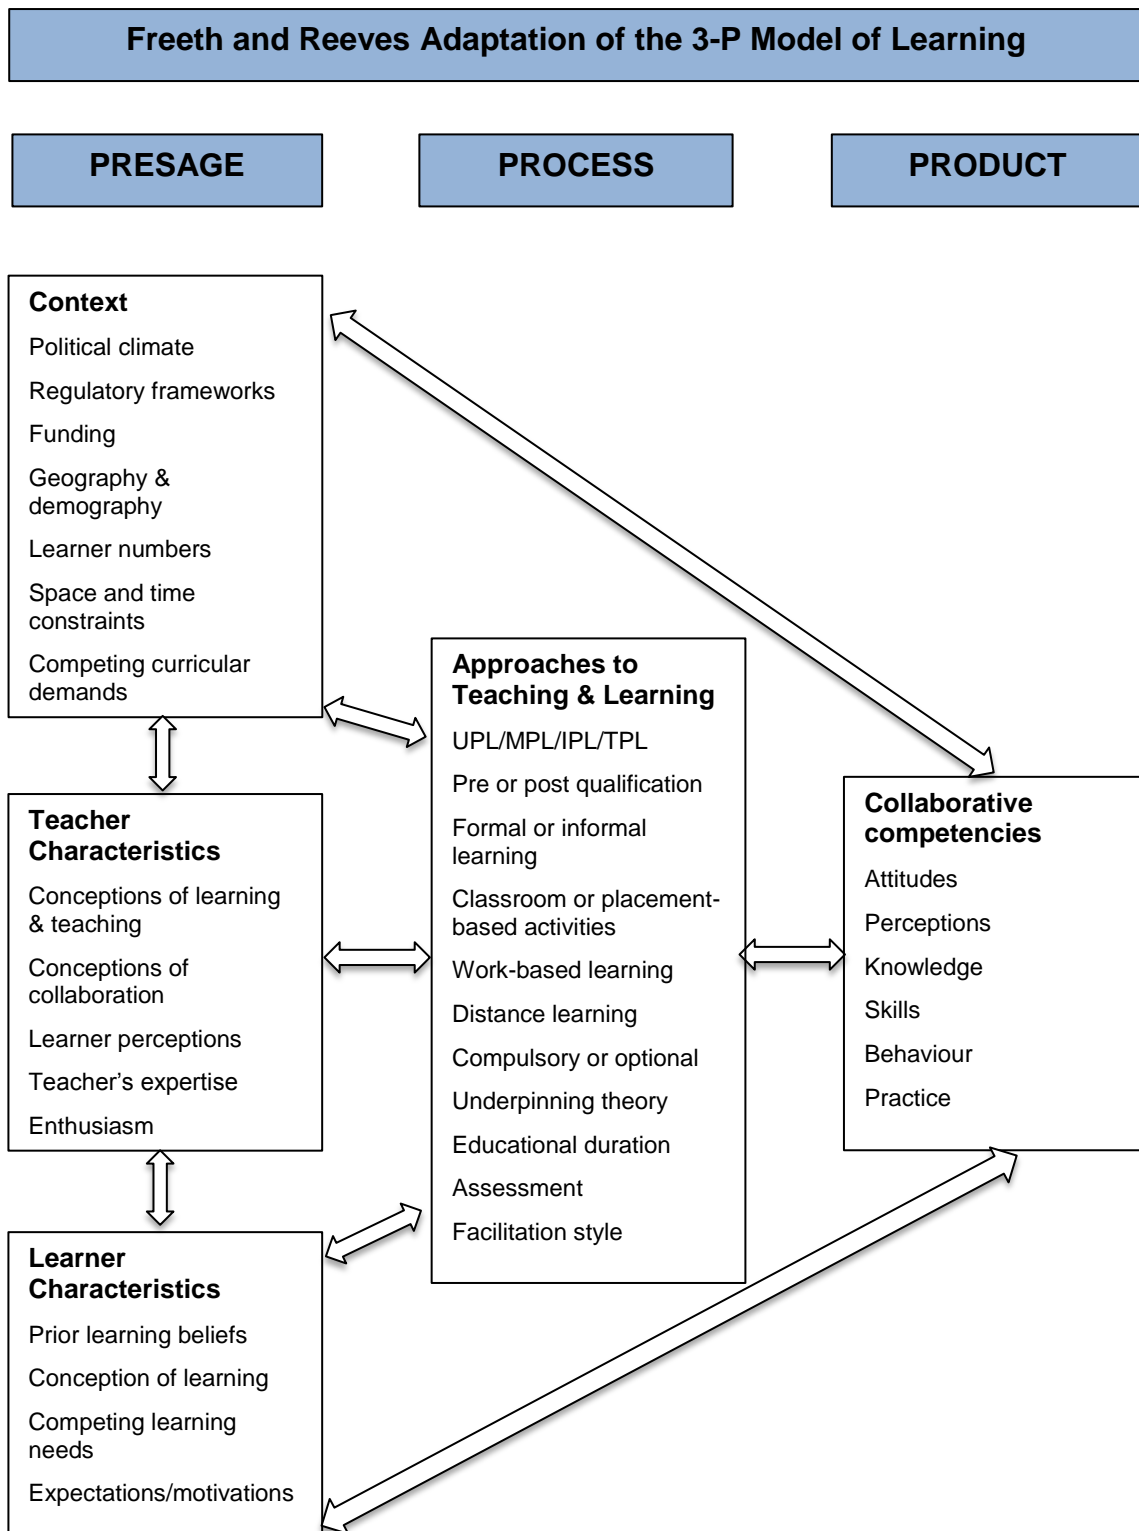 Freeth and Reeves Adaptation of the 3-P Model of Learning
PRESAGE
PROCESS
PRODUCT
Context
Political climate
Regulatory frameworks
Funding
Geography &
demography
Learner numbers
Space and time
constraints
Competing curricular
demands
Teacher
Characteristics
Conceptions of learning
& teaching
Conceptions of
collaboration
Learner perceptions
Teacher’s expertise
Enthusiasm
Learner
Characteristics
Prior learning beliefs
Conception of learning
Competing learning
needs
Expectations/motivations
Approaches to
Teaching & Learning
UPL/MPL/IPL/TPL
Pre or post qualification
Formal or informal
learning
Classroom or placement-
based activities
Work-based learning
Distance learning
Compulsory or optional
Underpinning theory
Educational duration
Assessment
Facilitation style
Collaborative
competencies
Attitudes
Perceptions
Knowledge
Skills
Behaviour
Practice